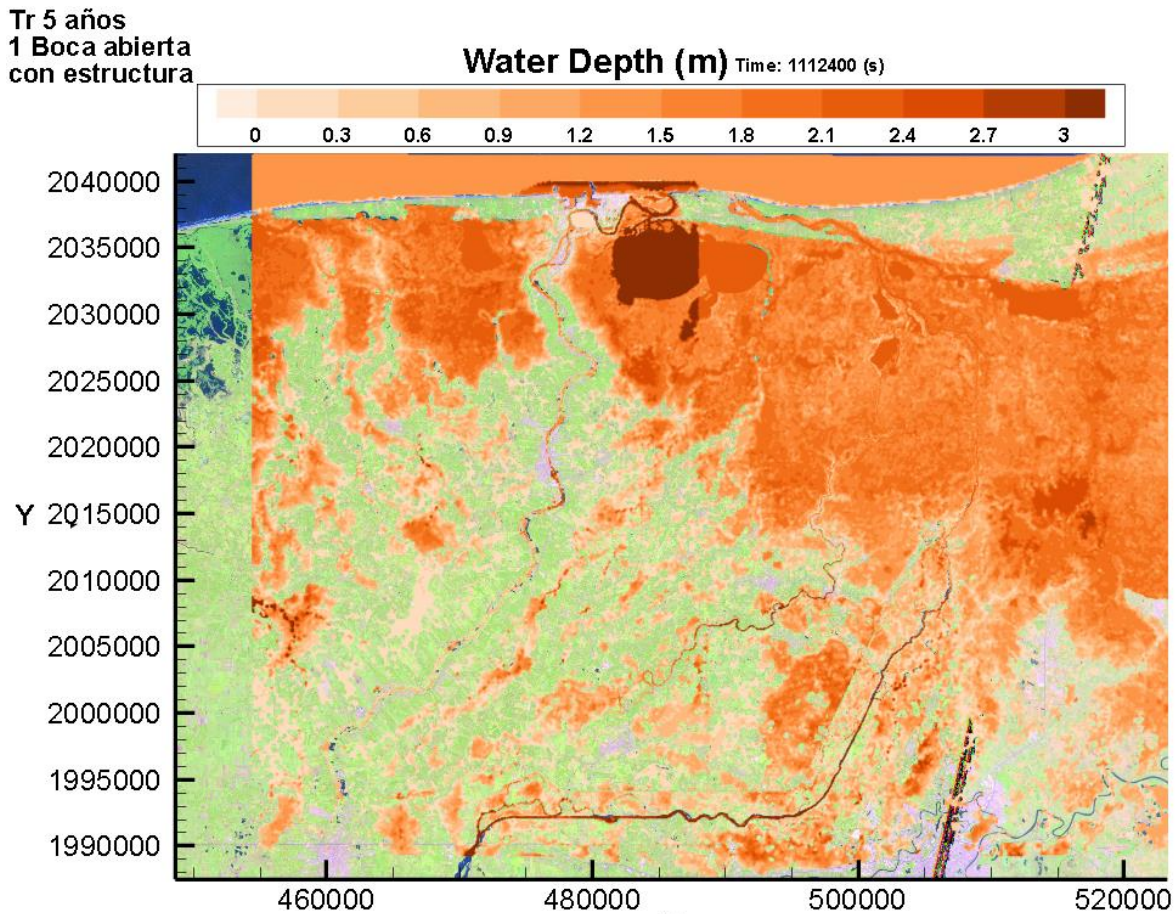 Tr 5 años
1 Boca abierta
con estructura
Water Depth (m) Time: 1112400 (s)
0 0.3 0.6 0.9 1.2 1.5 1.8 2.1 2.4 2.7 3
2040000
2035000
2030000
2025000
2020000
Y 2015000
2010000
2005000
2000000
1995000
1990000
460000 480000 500000 520000